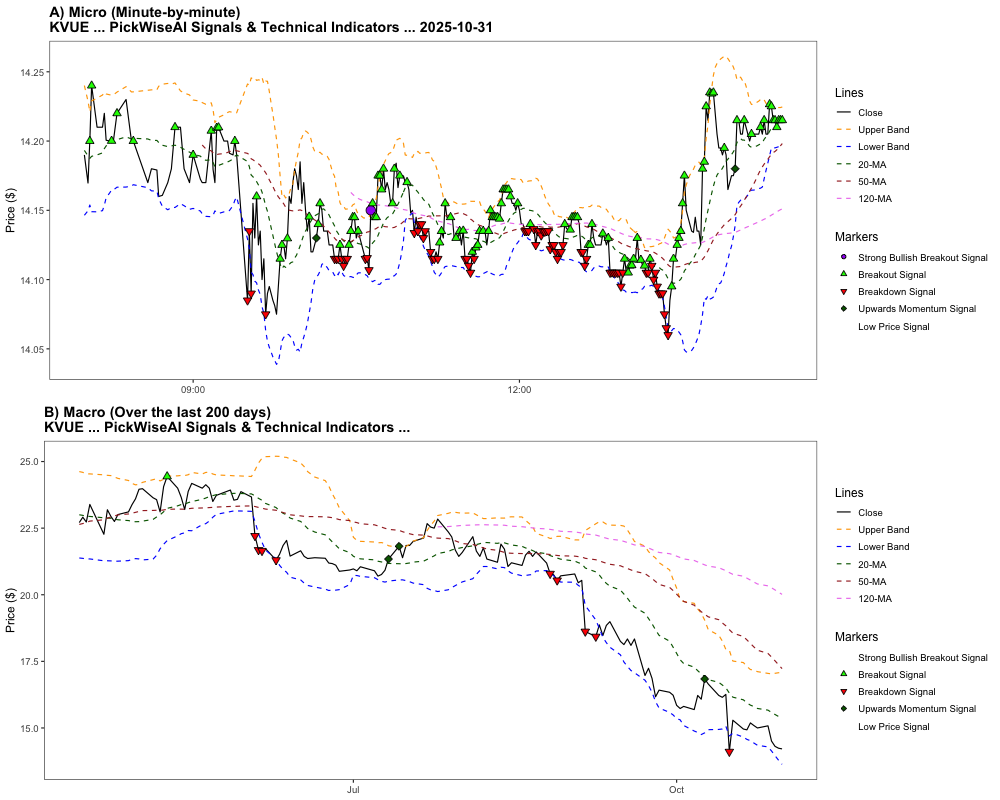 A) Micro (Minute-by-minute)
KVUE ... PickWiseAI Signals & Technical Indicators ... 2025-10-31
Price ($)
14.25
14.20
14.15
14.10
14.05
09:00
12:00
Lines
Close
Upper Band
Lower Band
20-MA
50-MA
120-MA
Markers
Strong Bullish Breakout Signal
Breakout Signal
Breakdown Signal
Upwards Momentum Signal
Low Price Signal
B) Macro (Over the last 200 days)
KVUE ... PickWiseAI Signals & Technical Indicators ...
Price ($)
25.0
22.5
20.0
17.5
15.0
Jul
Oct
Lines
Close
Upper Band
Lower Band
20-MA
50-MA
120-MA
Markers
Strong Bullish Breakout Signal
Breakout Signal
Breakdown Signal
Upwards Momentum Signal
Low Price Signal